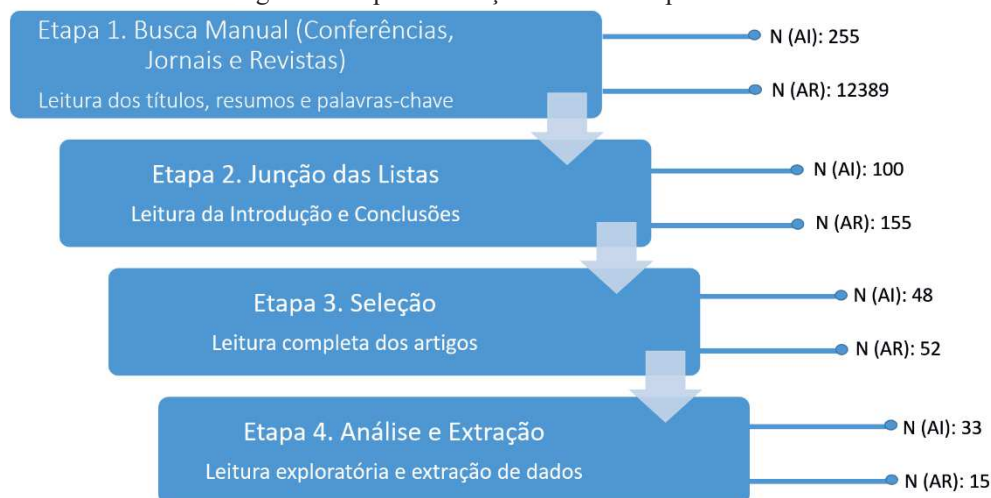 Etapa 1. Busca Manual (Conferências,
Jornais e Revistas)
Leitura dos títulos, resumos e palavras-chave
N (AI): 255
N (AR): 12389
Etapa 2. Junção das Listas
Leitura da Introdução e Conclusões
N (AI): 100
N (AR): 155
Etapa 3. Seleção
Leitura completa dos artigos
N (AI): 48
N (AR): 52
Etapa 4. Análise e Extração
Leitura exploratória e extração de dados
N (AI): 33
N (AR): 15